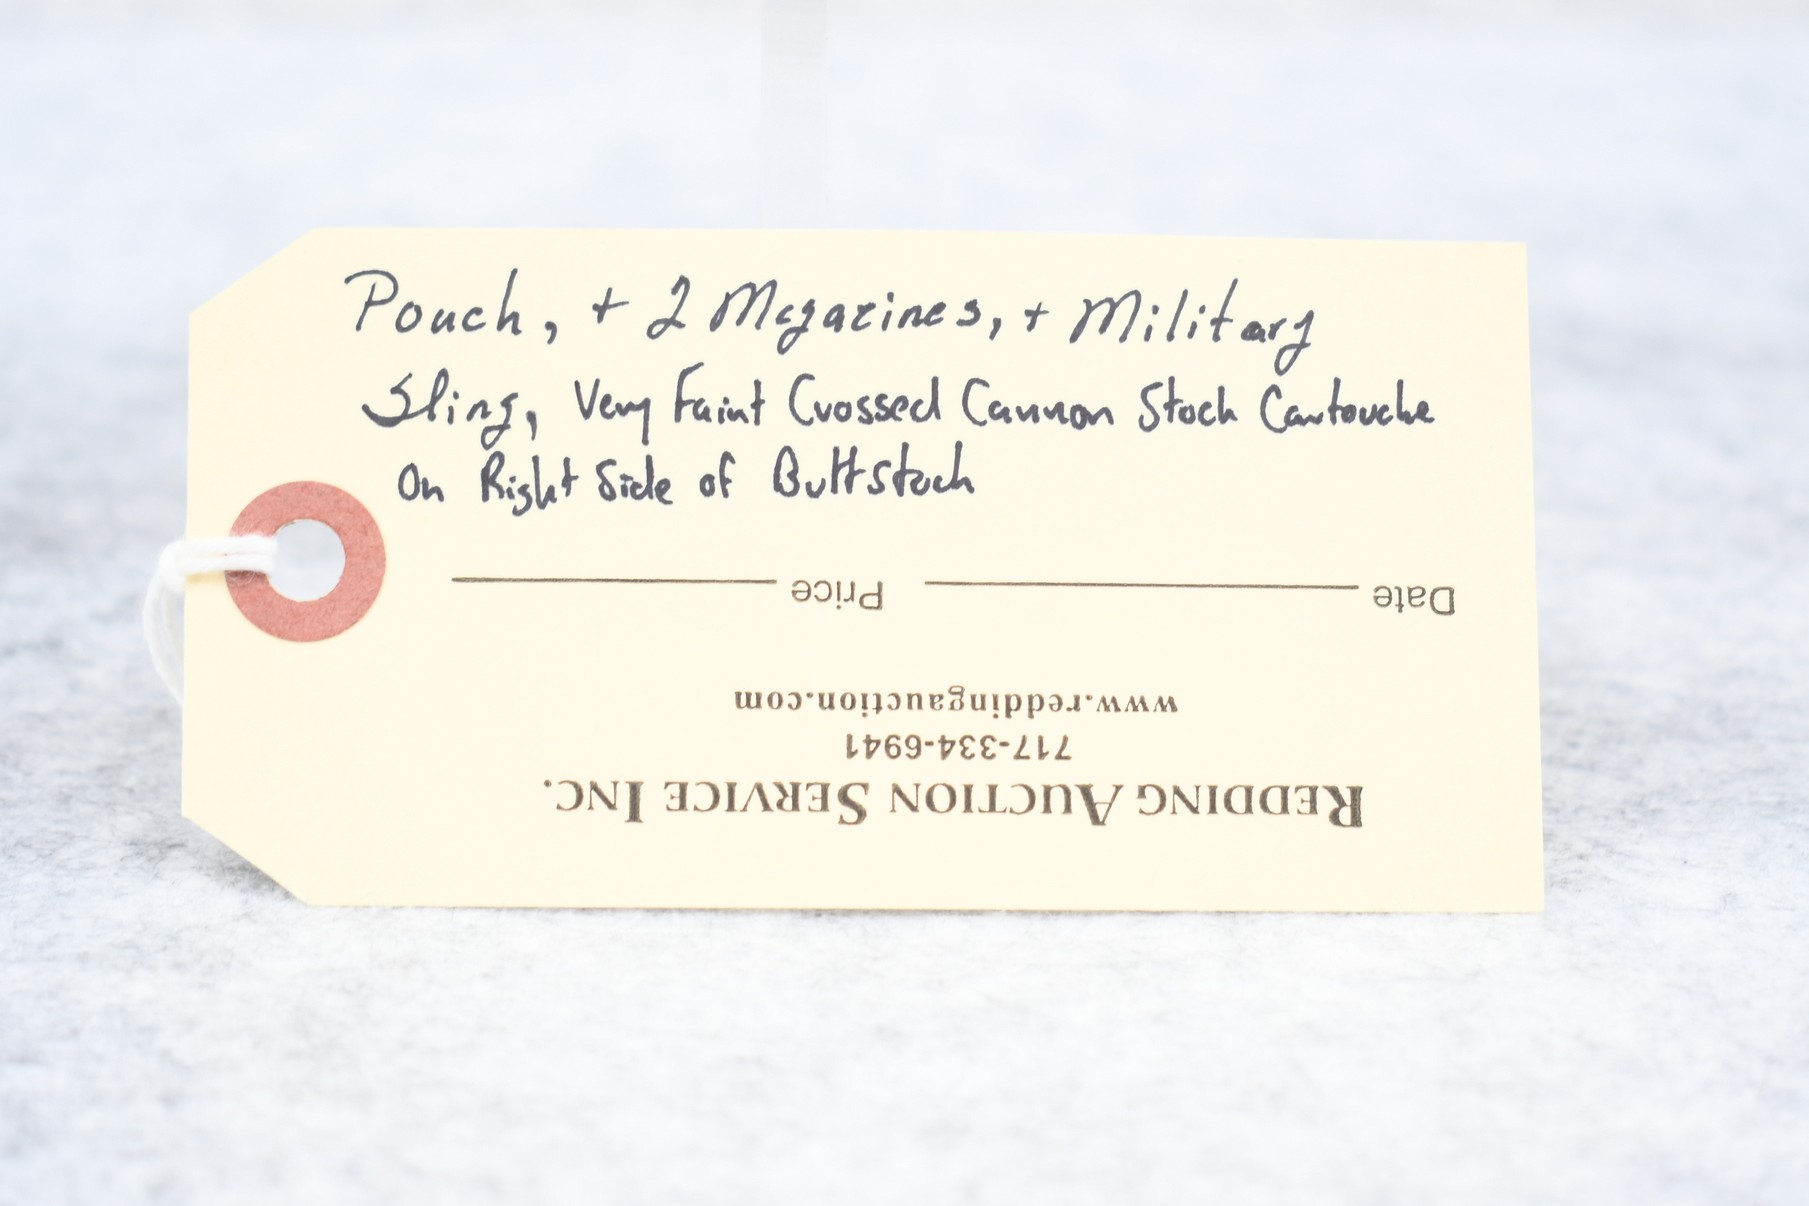 Pouch, + 2 Magazines, + Military
Sling, Very Faint Crossed Cannon Stock Cartouche
On Right Side of Buttstock
Date Price
www.reddingauction.com
717-334-6941
REDDING AUCTION SERVICE INC.